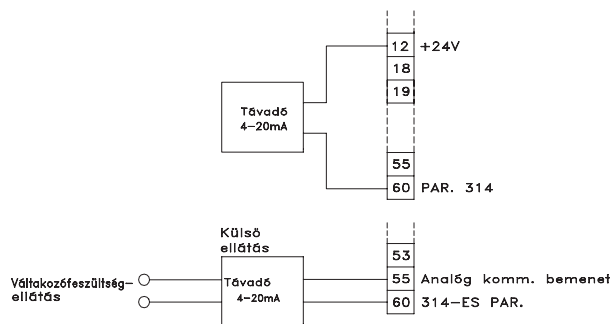 12 +24V
18
19
Távadó
4-20mA
55
60 PAR. 314
Külső
ellátás
53
Váltakozófeszültség-
ellátás
Távadó
4-20mA
55 Analóg komm. bemenet
60 314-ES PAR.